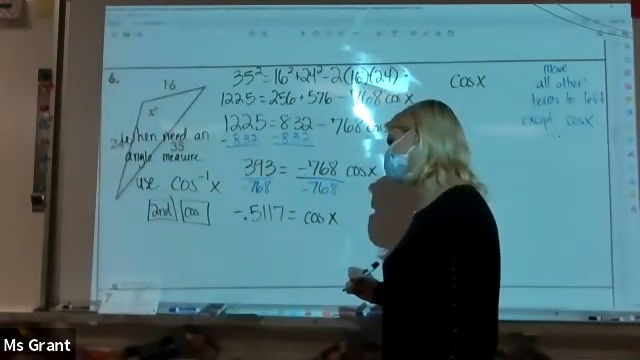 6.
16
x°
24
35
When need an
angle measure
use cos⁻¹x
2nd cos
35² = 16² + 24² - 2(16)(24) ·
cos x
1225 = 256 + 576 - 768 cos x
1225 = 832 - 768 cos
-832 -832
393 = -768 cos x
-768 -768
-.5117 = cos x
move
all other
terms to left
except cos x
Ms Grant